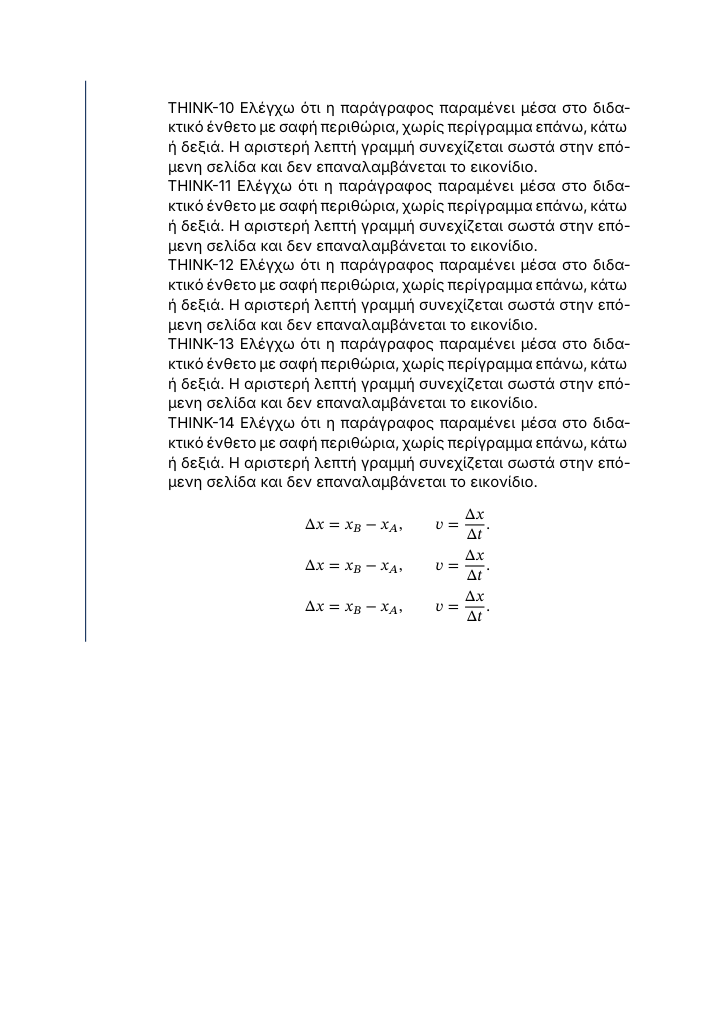 THINK-10 Ελέγχω ότι η παράγραφος παραμένει μέσα στο διδα-
κτικό ένθετο με σαφή περιθώρια, χωρίς περίγραμμα επάνω, κάτω
ή δεξιά. Η αριστερή λεπτή γραμμή συνεχίζεται σωστά στην επό-
μενη σελίδα και δεν επαναλαμβάνεται το εικονίδιο.
THINK-11 Ελέγχω ότι η παράγραφος παραμένει μέσα στο διδα-
κτικό ένθετο με σαφή περιθώρια, χωρίς περίγραμμα επάνω, κάτω
ή δεξιά. Η αριστερή λεπτή γραμμή συνεχίζεται σωστά στην επό-
μενη σελίδα και δεν επαναλαμβάνεται το εικονίδιο.
THINK-12 Ελέγχω ότι η παράγραφος παραμένει μέσα στο διδα-
κτικό ένθετο με σαφή περιθώρια, χωρίς περίγραμμα επάνω, κάτω
ή δεξιά. Η αριστερή λεπτή γραμμή συνεχίζεται σωστά στην επό-
μενη σελίδα και δεν επαναλαμβάνεται το εικονίδιο.
THINK-13 Ελέγχω ότι η παράγραφος παραμένει μέσα στο διδα-
κτικό ένθετο με σαφή περιθώρια, χωρίς περίγραμμα επάνω, κάτω
ή δεξιά. Η αριστερή λεπτή γραμμή συνεχίζεται σωστά στην επό-
μενη σελίδα και δεν επαναλαμβάνεται το εικονίδιο.
THINK-14 Ελέγχω ότι η παράγραφος παραμένει μέσα στο διδα-
κτικό ένθετο με σαφή περιθώρια, χωρίς περίγραμμα επάνω, κάτω
ή δεξιά. Η αριστερή λεπτή γραμμή συνεχίζεται σωστά στην επό-
μενη σελίδα και δεν επαναλαμβάνεται το εικονίδιο.
Δx = x_B − x_A, υ = Δx/Δt.
Δx = x_B − x_A, υ = Δx/Δt.
Δx = x_B − x_A, υ = Δx/Δt.